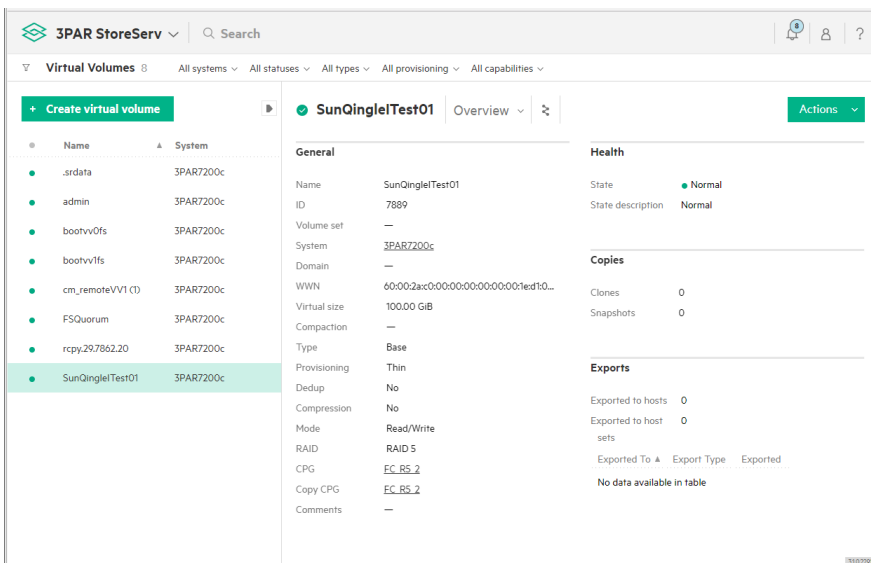 3PAR StoreServ
Search
8
?
Virtual Volumes 8 All systems All statuses All types All provisioning All capabilities
+ Create virtual volume
SunQinglelTest01 Overview
Actions
Name System
.srdata 3PAR7200c
admin 3PAR7200c
bootvv0fs 3PAR7200c
bootvv1fs 3PAR7200c
cm_remoteVV1 (1) 3PAR7200c
FSQuorum 3PAR7200c
rcpy.29.7862.20 3PAR7200c
SunQinglelTest01 3PAR7200c
General
Name SunQinglelTest01
ID 7889
Volume set —
System 3PAR7200c
Domain —
WWN 60:00:2a:c0:00:00:00:00:00:00:1e:d1:0...
Virtual size 100.00 GiB
Compaction —
Type Base
Provisioning Thin
Dedup No
Compression No
Mode Read/Write
RAID RAID 5
CPG FC_R5_2
Copy CPG FC_R5_2
Comments —
Health
State Normal
State description Normal
Copies
Clones 0
Snapshots 0
Exports
Exported to hosts 0
Exported to host 0
sets
Exported To Export Type Exported
No data available in table